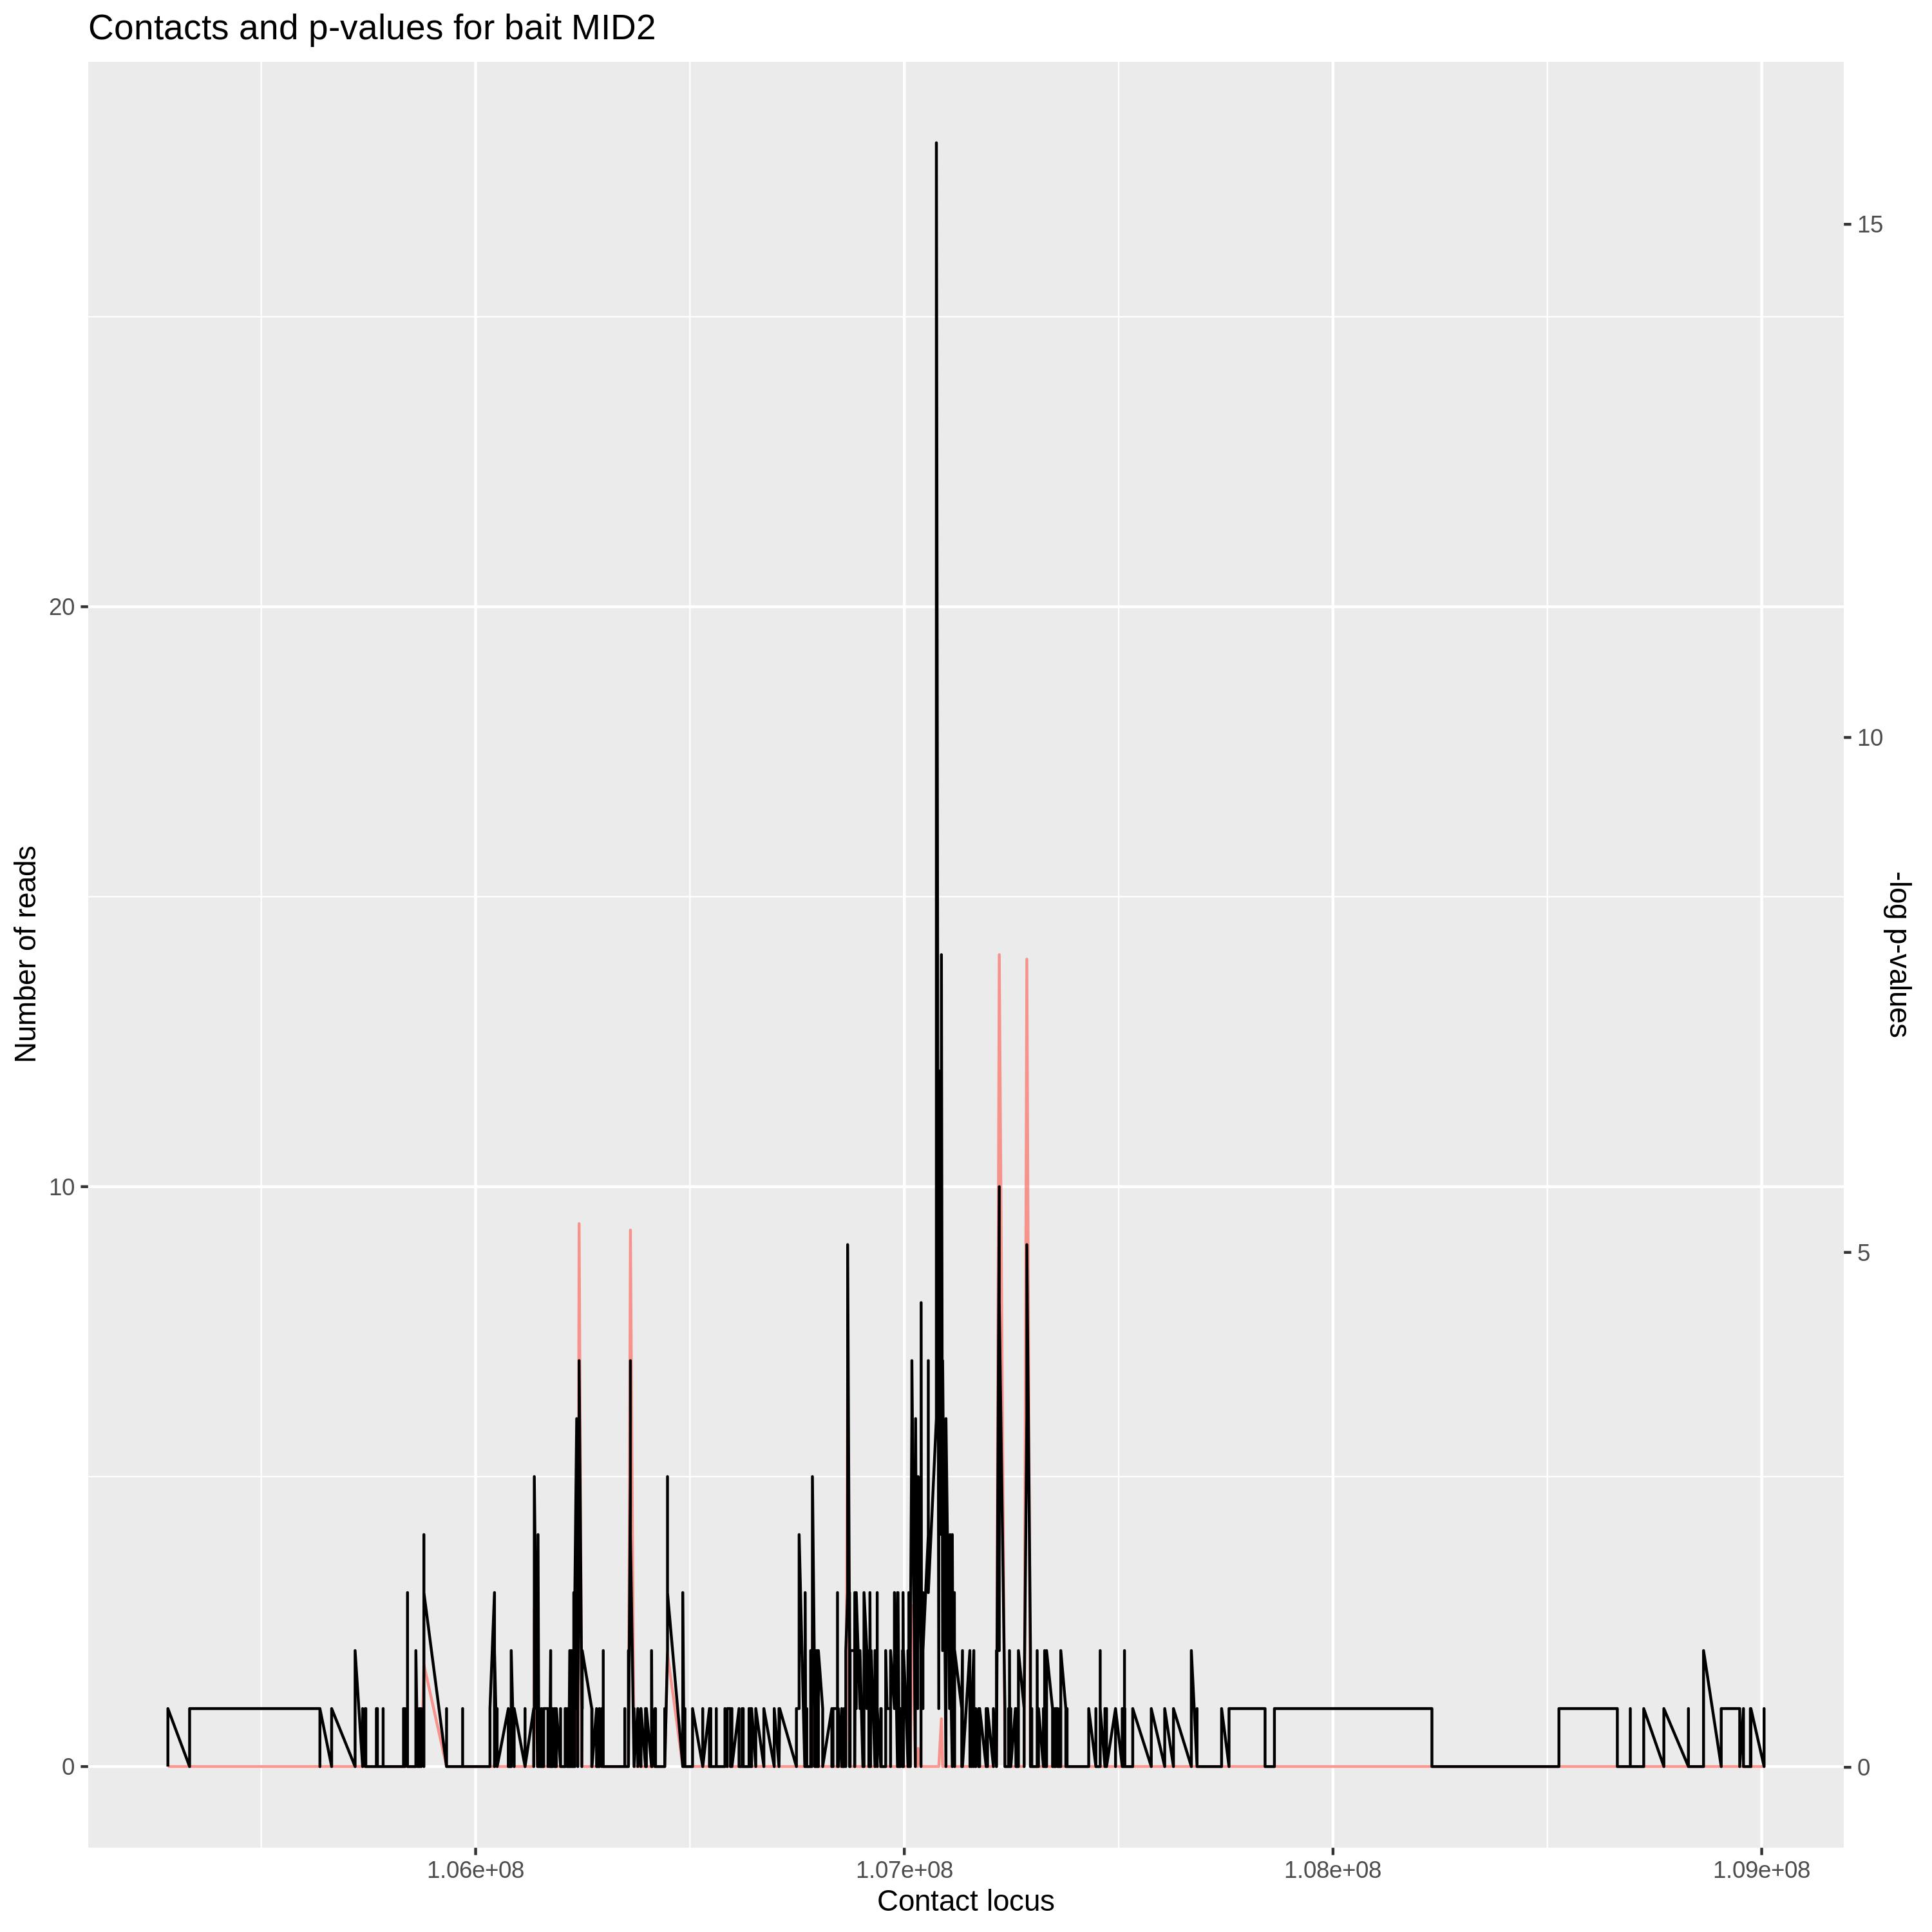 Contacts and p-values for bait MID2
20
10
0
Number of reads
15
10
5
0
-log p-values
1.06e+08
1.07e+08
1.08e+08
1.09e+08
Contact locus